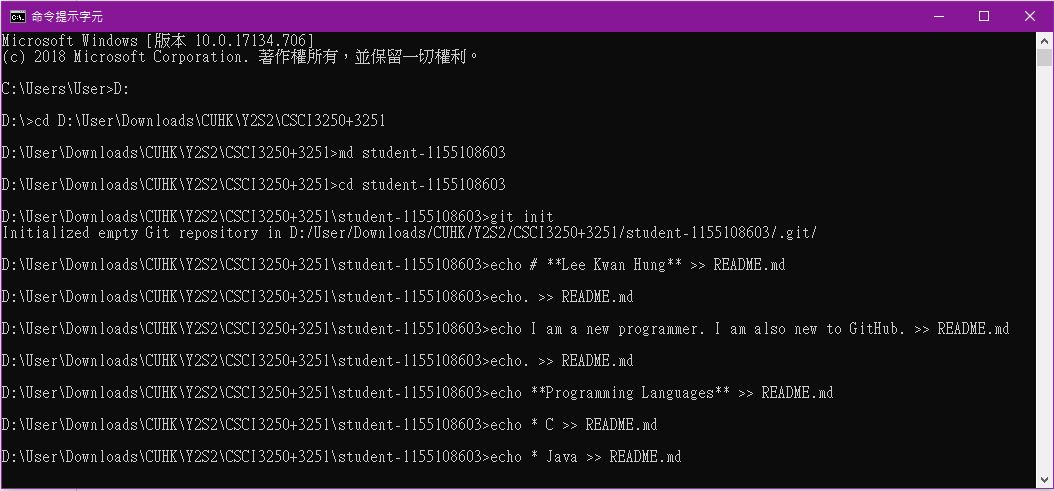 命令提示字元
Microsoft Windows [版本 10.0.17134.706]
(c) 2018 Microsoft Corporation. 著作權所有，並保留一切權利。
C:\Users\User>D:
D:\>cd D:\User\Downloads\CUHK\Y2S2\CSCI3250+3251
D:\User\Downloads\CUHK\Y2S2\CSCI3250+3251>md student-1155108603
D:\User\Downloads\CUHK\Y2S2\CSCI3250+3251>cd student-1155108603
D:\User\Downloads\CUHK\Y2S2\CSCI3250+3251\student-1155108603>git init
Initialized empty Git repository in D:/User/Downloads/CUHK/Y2S2/CSCI3250+3251/student-1155108603/.git/
D:\User\Downloads\CUHK\Y2S2\CSCI3250+3251\student-1155108603>echo # **Lee Kwan Hung** >> README.md
D:\User\Downloads\CUHK\Y2S2\CSCI3250+3251\student-1155108603>echo. >> README.md
D:\User\Downloads\CUHK\Y2S2\CSCI3250+3251\student-1155108603>echo I am a new programmer. I am also new to GitHub. >> README.md
D:\User\Downloads\CUHK\Y2S2\CSCI3250+3251\student-1155108603>echo. >> README.md
D:\User\Downloads\CUHK\Y2S2\CSCI3250+3251\student-1155108603>echo **Programming Languages** >> README.md
D:\User\Downloads\CUHK\Y2S2\CSCI3250+3251\student-1155108603>echo * C >> README.md
D:\User\Downloads\CUHK\Y2S2\CSCI3250+3251\student-1155108603>echo * Java >> README.md